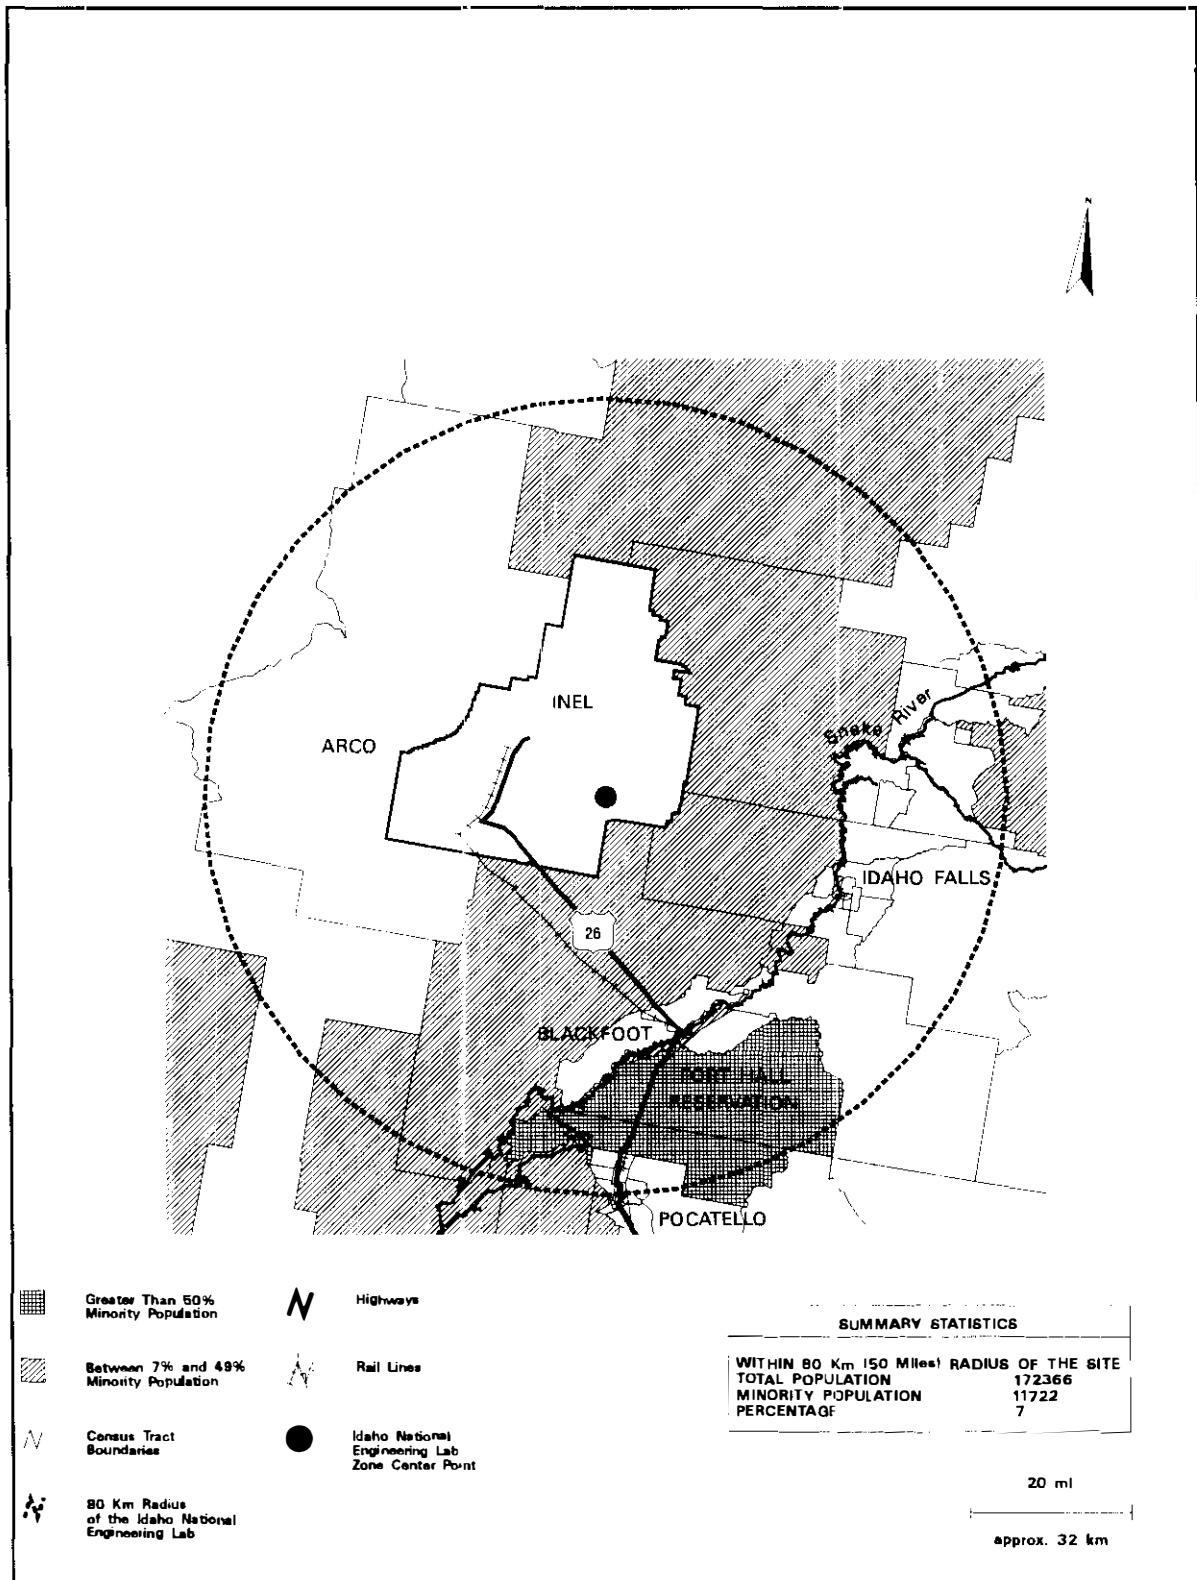 N
INEL
ARCO
Snake River
IDAHO FALLS
26
BLACKFOOT
FORT HALL
RESERVATION
POCATELLO
Greater Than 50%
Minority Population
Between 7% and 49%
Minority Population
Census Tract
Boundaries
80 Km Radius
of the Idaho National
Engineering Lab
Highways
Rail Lines
Idaho National
Engineering Lab
Zone Center Point
SUMMARY STATISTICS
WITHIN 80 Km (50 Miles) RADIUS OF THE SITE
TOTAL POPULATION 172366
MINORITY POPULATION 11722
PERCENTAGE 7
20 mi
approx. 32 km